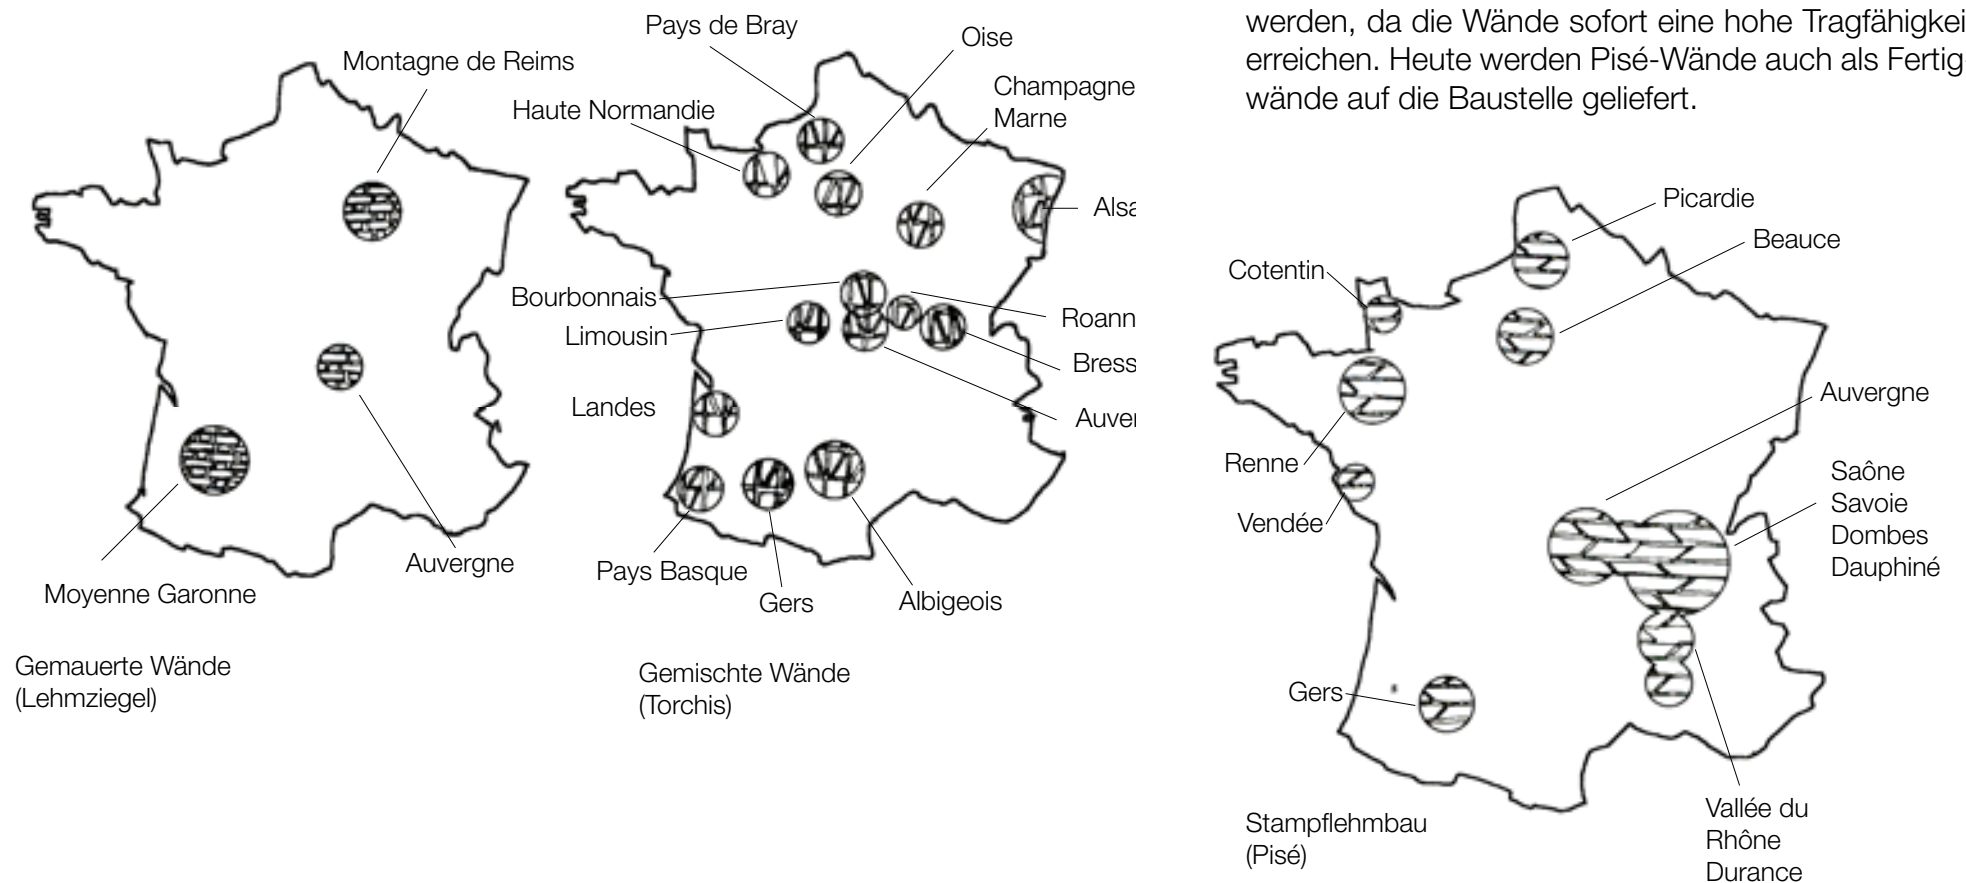 Montagne de Reims
Moyenne Garonne
Auvergne
Gemauerte Wände
(Lehmziegel)
Pays de Bray
Oise
Haute Normandie
Champagne
Marne
Alsa
Bourbonnais
Limousin
Roann
Bress
Landes
Auver
Pays Basque
Gers
Albigeois
Gemischte Wände
(Torchis)
werden, da die Wände sofort eine hohe Tragfähigkei
erreichen. Heute werden Pisé-Wände auch als Fertig
wände auf die Baustelle geliefert.
Picardie
Beauce
Cotentin
Auvergne
Renne
Saône
Savoie
Dombes
Dauphiné
Vendée
Gers
Vallée du
Rhône
Durance
Stampflehmbau
(Pisé)